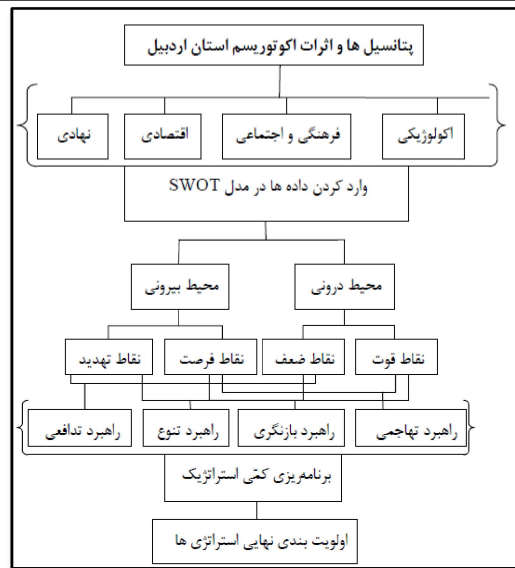 پتانسیل ها و اثرات اکوتوریسم استان اردبیل
اکولوژیکی
فرهنگی و اجتماعی
اقتصادی
نهادی
وارد کردن داده ها در مدل SWOT
محیط درونی
محیط بیرونی
نقاط قوت
نقاط ضعف
نقاط فرصت
نقاط تهدید
راهبرد تهاجمی
راهبرد بازنگری
راهبرد تنوع
راهبرد تدافعی
برنامه‌ریزی کمّی استراتژیک
اولویت بندی نهایی استراتژی ها